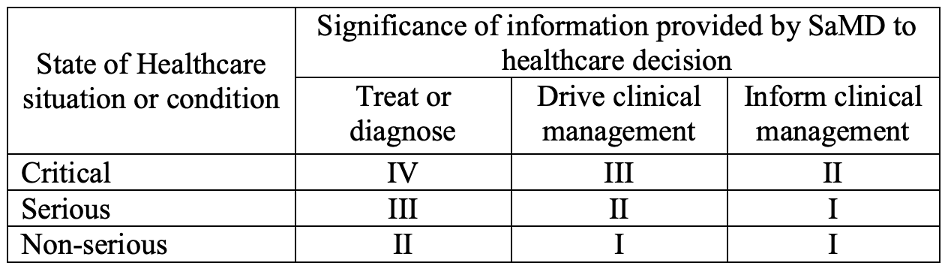 State of Healthcare
situation or condition
Significance of information provided by SaMD to
healthcare decision
Treat or
diagnose
Drive clinical
management
Inform clinical
management
Critical IV III II
Serious III II I
Non-serious II I I